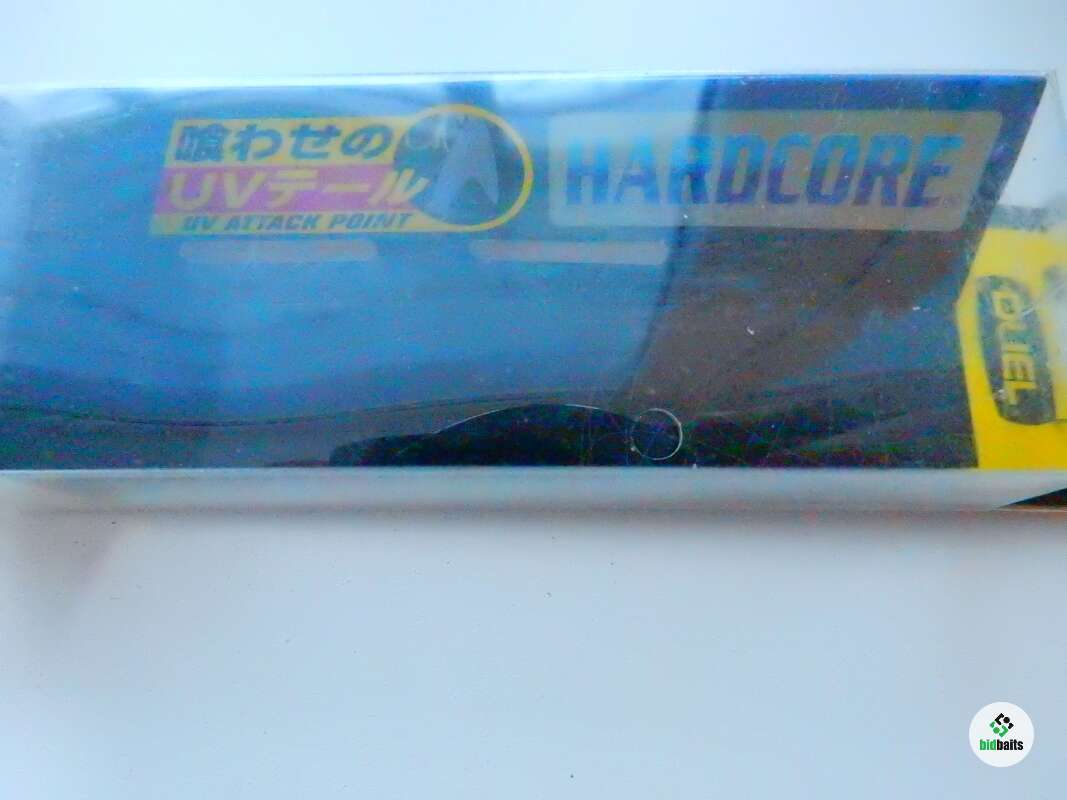 喰わせの
UVテール
UV ATTACK POINT
HARDCORE
DUEL
bidbaits